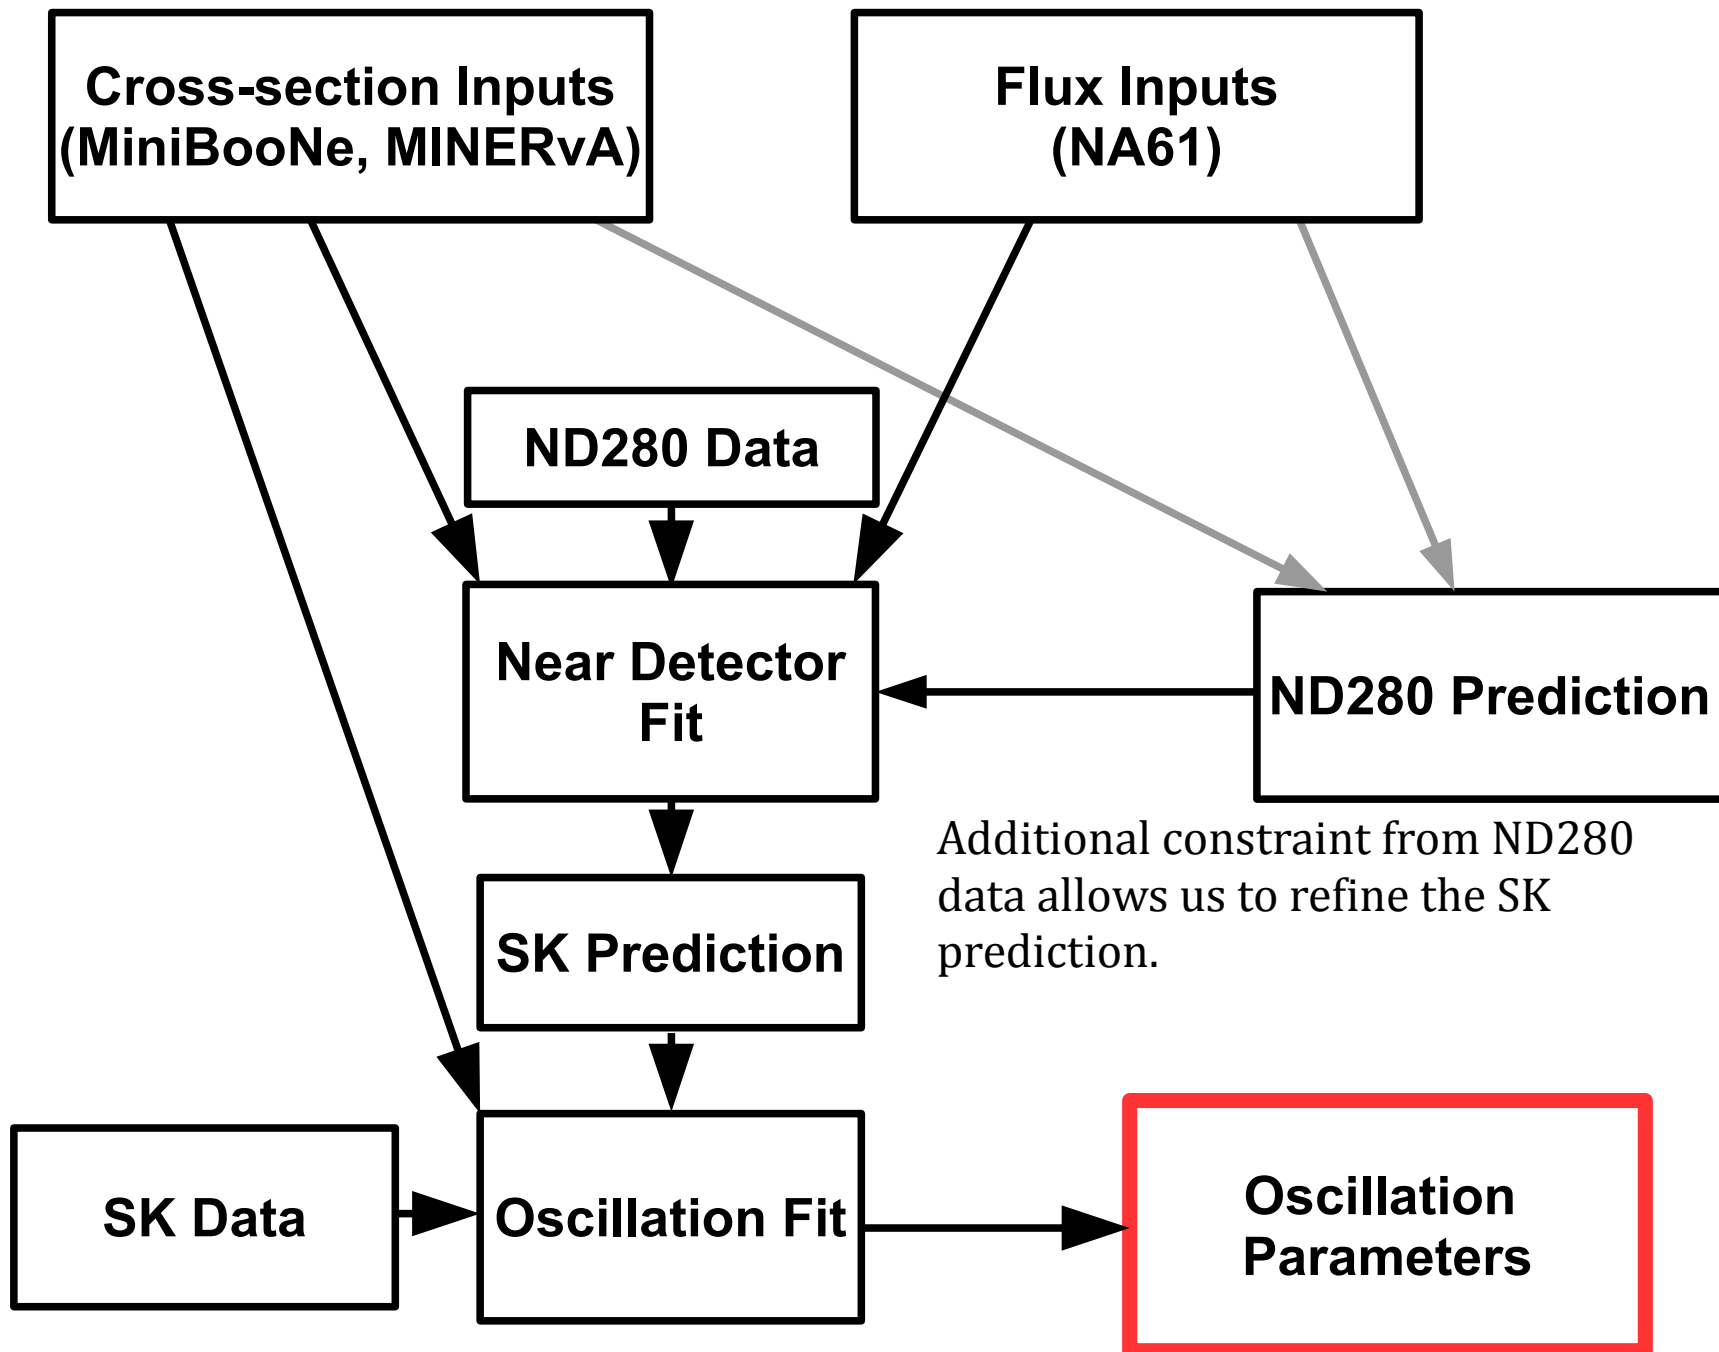 Cross-section Inputs
(MiniBooNe, MINERvA)
Flux Inputs
(NA61)
ND280 Data
Near Detector
Fit
ND280 Prediction
Additional constraint from ND280
data allows us to refine the SK
prediction.
SK Prediction
SK Data
Oscillation Fit
Oscillation
Parameters